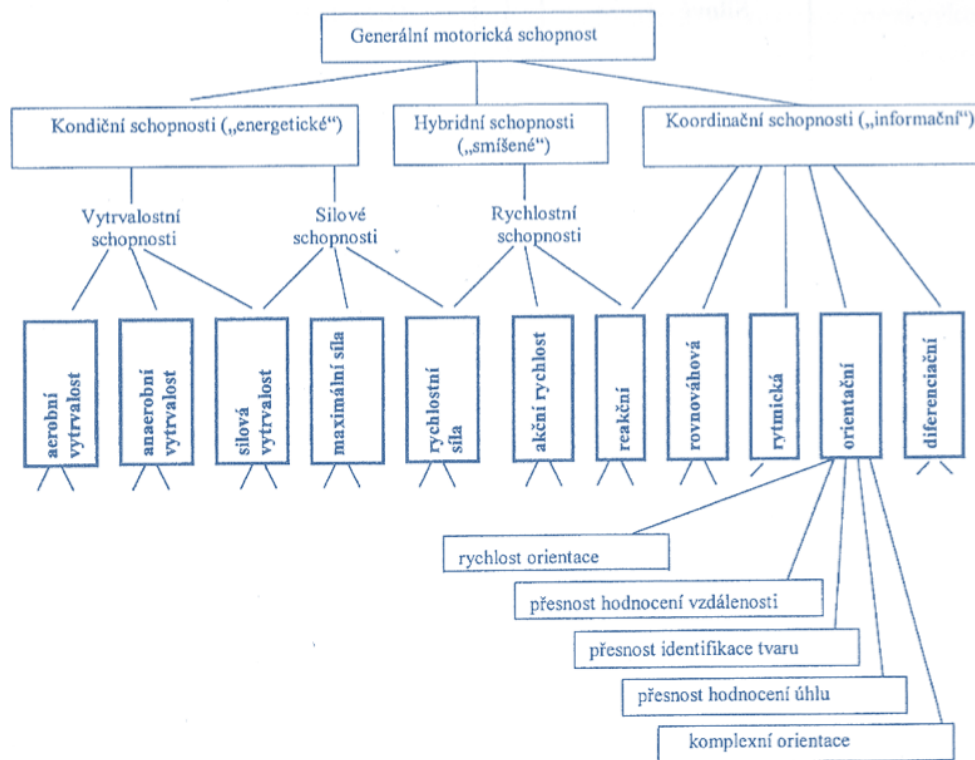 Generální motorická schopnost
Kondiční schopnosti („energetické“)
Hybridní schopnosti
(„smíšené“)
Koordinační schopnosti („informační“)
Vytrvalostní
schopnosti
Silové
schopnosti
Rychlostní
schopnosti
aerobní
vytrvalost
anaerobní
vytrvalost
silová
vytrvalost
maximální síla
rychlostní
síla
akční rychlost
reakční
rovnováhová
rytmická
orientační
diferenciační
rychlost orientace
přesnost hodnocení vzdálenosti
přesnost identifikace tvaru
přesnost hodnocení úhlu
komplexní orientace